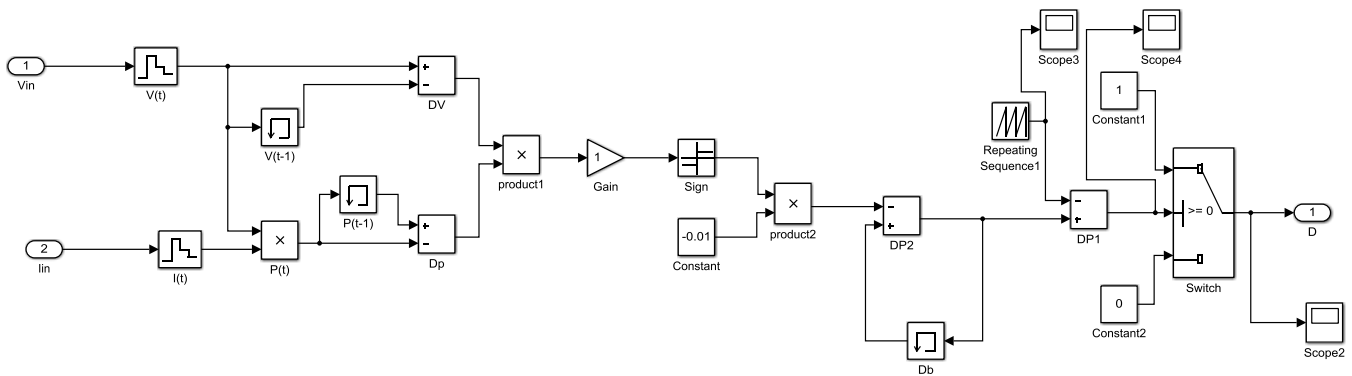 1
Vin
V(t)
+
-
DV
V(t-1)
2
Iin
I(t)
×
P(t)
P(t-1)
+
-
Dp
×
product1
1
Gain
Sign
-0.01
Constant
×
product2
-
+
DP2
Db
Repeating
Sequence1
Scope3
Scope4
1
Constant1
-
+
DP1
>= 0
Switch
0
Constant2
1
D
Scope2